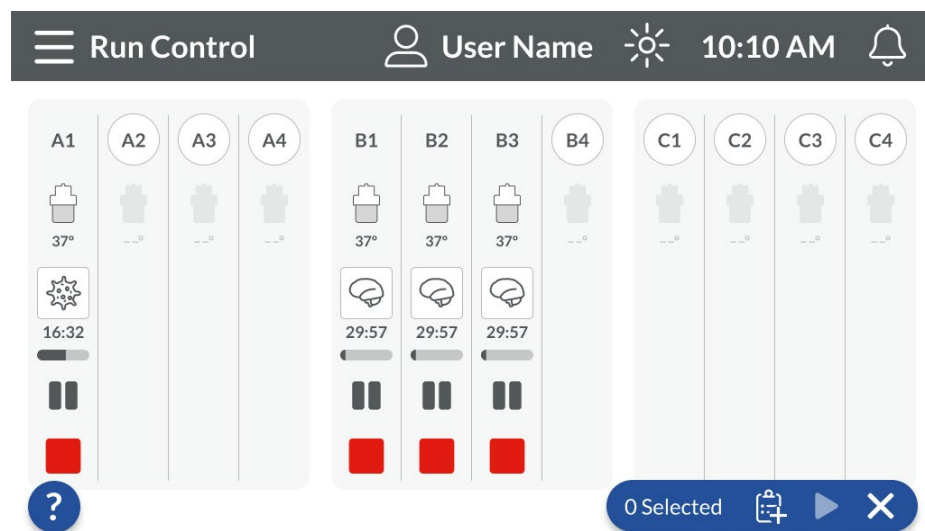 Run Control User Name 10:10 AM
A1 A2 A3 A4 B1 B2 B3 B4 C1 C2 C3 C4
37° --° --° --° 37° 37° 37° --° --° --° --° --°
16:32 29:57 29:57 29:57
? 0 Selected